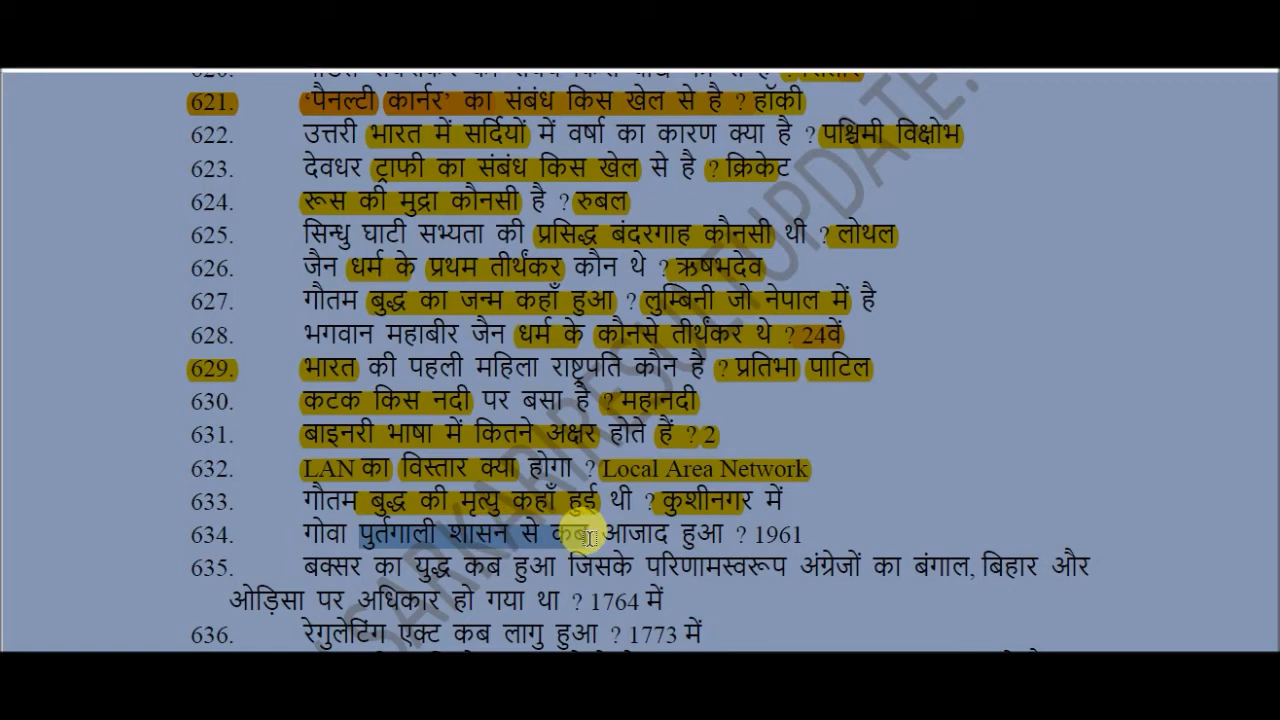 621. 'पैनल्टी कार्नर' का संबंध किस खेल से है ? हॉकी
622. उत्तरी भारत में सर्दियों में वर्षा का कारण क्या है ? पश्चिमी विक्षोभ
623. देवधर ट्राफी का संबंध किस खेल से है ? क्रिकेट
624. रूस की मुद्रा कौनसी है ? रुबल
625. सिन्धु घाटी सभ्यता की प्रसिद्ध बंदरगाह कौनसी थी ? लोथल
626. जैन धर्म के प्रथम तीर्थंकर कौन थे ? ऋषभदेव
627. गौतम बुद्ध का जन्म कहाँ हुआ ? लुम्बिनी जो नेपाल में है
628. भगवान महाबीर जैन धर्म के कौनसे तीर्थंकर थे ? 24वें
629. भारत की पहली महिला राष्ट्रपति कौन है ? प्रतिभा पाटिल
630. कटक किस नदी पर बसा है ? महानदी
631. बाइनरी भाषा में कितने अक्षर होते हैं ? 2
632. LAN का विस्तार क्या होगा ? Local Area Network
633. गौतम बुद्ध की मृत्यु कहाँ हुई थी ? कुशीनगर में
634. गोवा पुर्तगाली शासन से कब आजाद हुआ ? 1961
635. बक्सर का युद्ध कब हुआ जिसके परिणामस्वरूप अंग्रेजों का बंगाल, बिहार और
ओड़िसा पर अधिकार हो गया था ? 1764 में
636. रेगुलेटिंग एक्ट कब लागु हुआ ? 1773 में
SARKARIRESULTUPDATE.